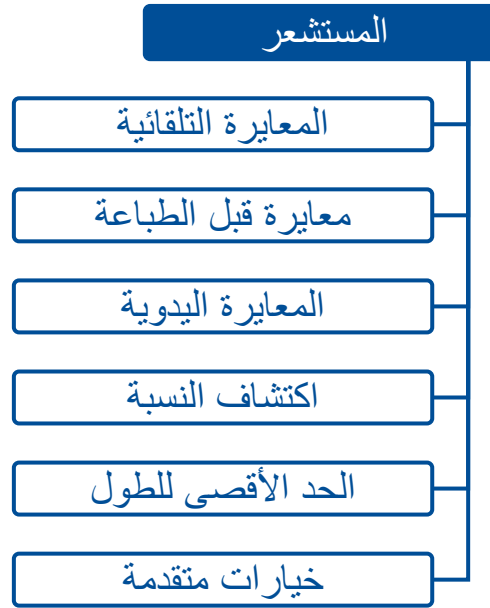 المستشعر
المعايرة التلقائية
معايرة قبل الطباعة
المعايرة اليدوية
اكتشاف النسبة
الحد الأقصى للطول
خيارات متقدمة